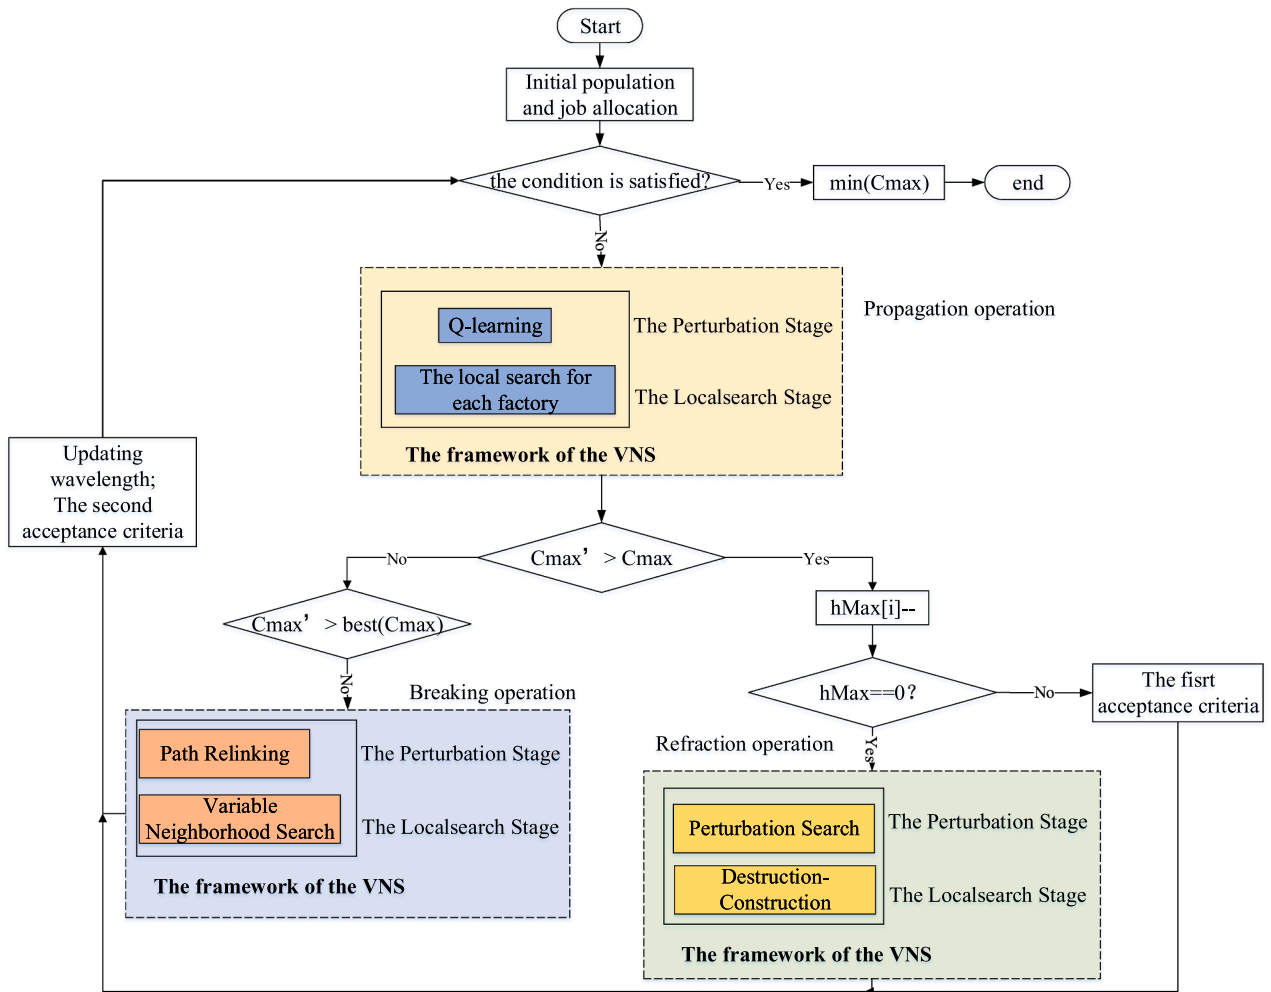 Start
Initial population
and job allocation
the condition is satisfied?
Yes
min(Cmax)
end
No
Propagation operation
Q-learning
The Perturbation Stage
The local search for
each factory
The Localsearch Stage
The framework of the VNS
Updating
wavelength;
The second
acceptance criteria
Cmax’ > Cmax
No
Yes
Cmax’ > best(Cmax)
hMax[i]--
No
hMax==0?
No
The fisrt
acceptance criteria
Breaking operation
Path Relinking
The Perturbation Stage
Variable
Neighborhood Search
The Localsearch Stage
The framework of the VNS
Refraction operation
Yes
Perturbation Search
The Perturbation Stage
Destruction-
Construction
The Localsearch Stage
The framework of the VNS